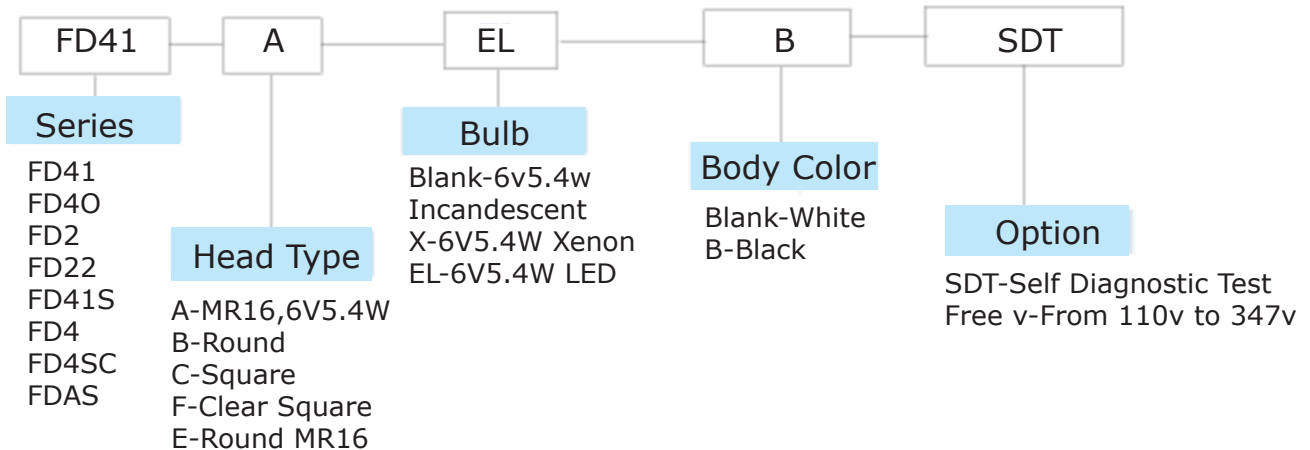 FD41 A EL B SDT
Series
FD41
FD4O
FD2
FD22
FD41S
FD4
FD4SC
FDAS
Head Type
A-MR16,6V5.4W
B-Round
C-Square
F-Clear Square
E-Round MR16
Bulb
Blank-6v5.4w
Incandescent
X-6V5.4W Xenon
EL-6V5.4W LED
Body Color
Blank-White
B-Black
Option
SDT-Self Diagnostic Test
Free v-From 110v to 347v